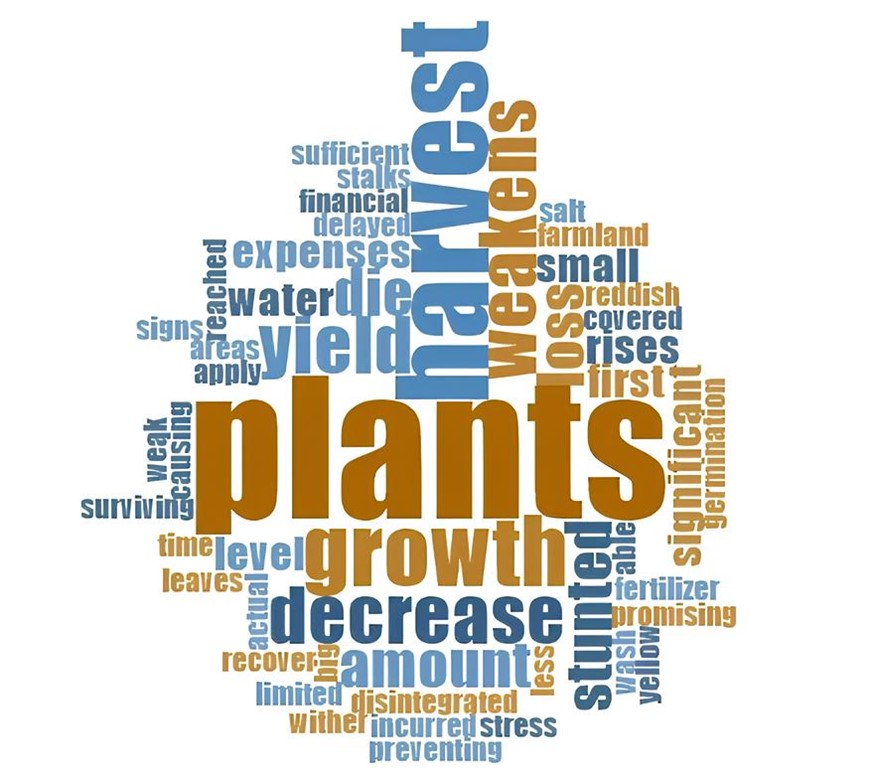 harvest
weakens
sufficient
stalks
financial
delayed
expenses
reached
water
die
signs
areas
yield
apply
salt
farmland
small
loss
reddish
covered
rises
first
plants
weak
causing
surviving
significant
germination
time
level
growth
leaves
actual
decrease
stunted
able
fertilizer
promising
wash
yellow
recover
big
amount
less
limited
disintegrated
wither
incurred
stress
preventing